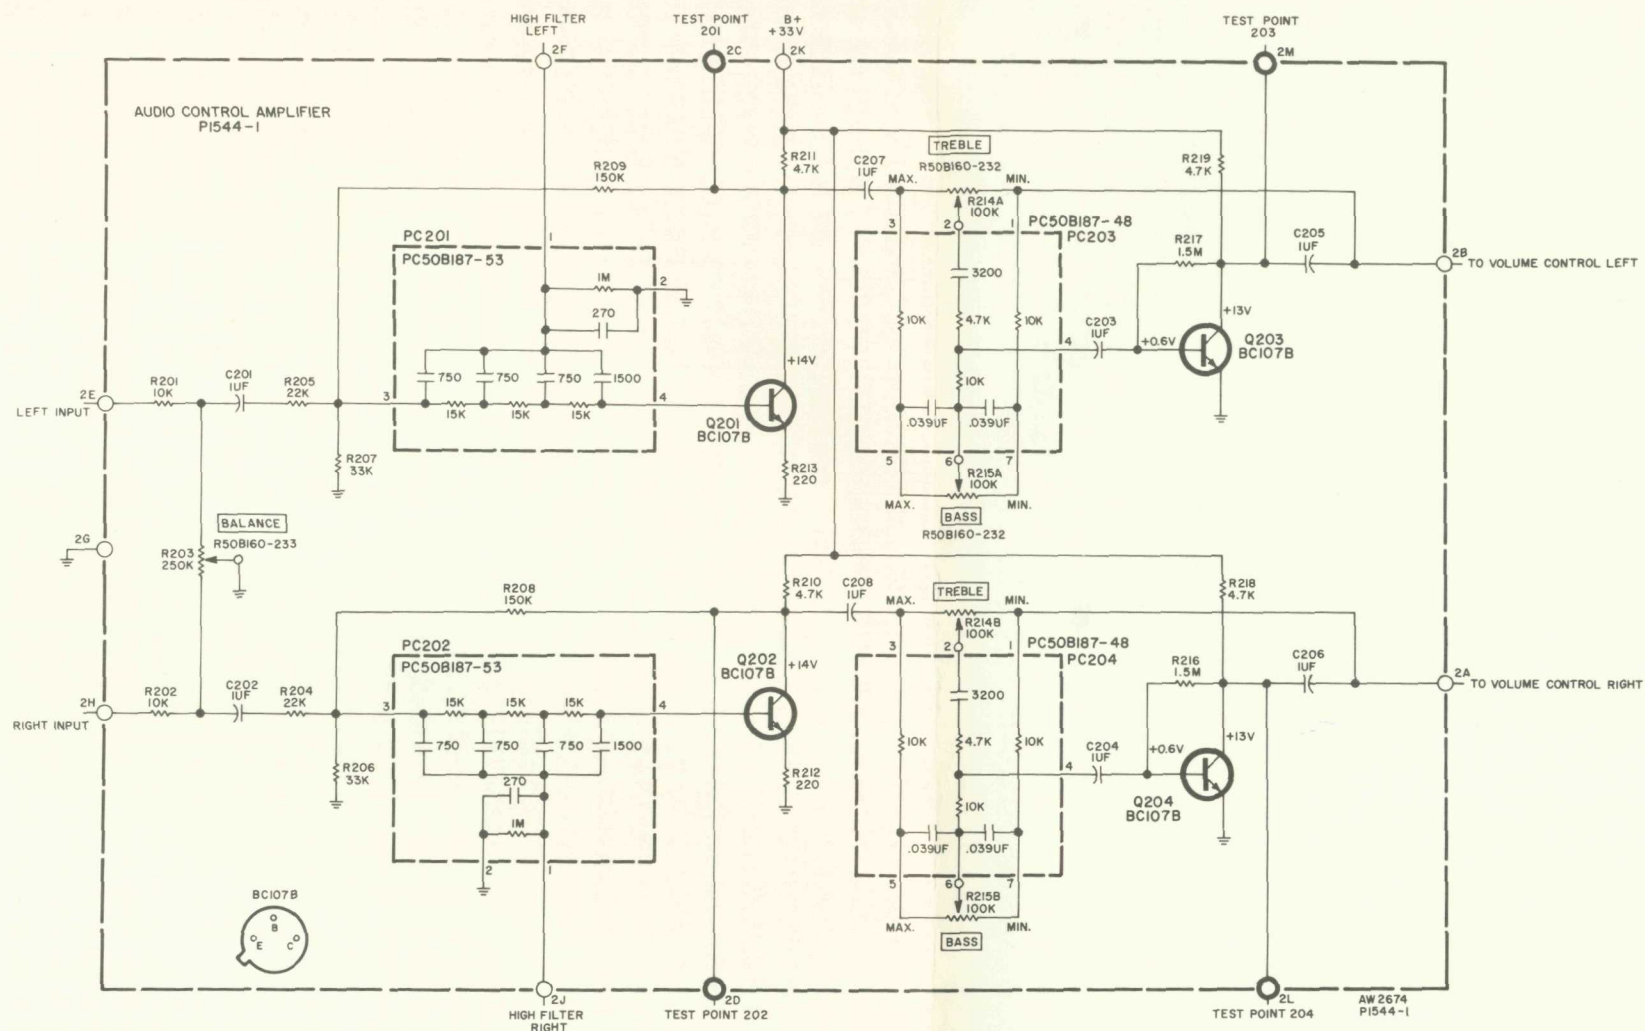 HIGH FILTER
LEFT
2F
TEST POINT
201
2C
B+
+33V
2K
TEST POINT
203
2M
AUDIO CONTROL AMPLIFIER
P1544-1
R209
150K
R211
4.7K
C207
1UF
TREBLE
R50B160-232
MAX.
MIN.
R214A
100K
R219
4.7K
3
2
1
PC50B187-48
PC203
R217
1.5M
C205
1UF
2B
TO VOLUME CONTROL LEFT
PC201
PC50B187-53
1
1M
2
270
3200
10K
4.7K
10K
4
C203
1UF
+0.6V
+13V
Q203
BC107B
+14V
750
750
750
1500
10K
2E
LEFT INPUT
R201
10K
C201
1UF
R205
22K
3
15K
15K
15K
4
Q201
BC107B
.039UF
.039UF
R207
33K
R213
220
5
6
7
R215A
100K
MAX.
MIN.
BASS
R50B160-232
BALANCE
R50B160-233
2G
R203
250K
R208
150K
R210
4.7K
C208
1UF
TREBLE
MAX.
MIN.
R214B
100K
R218
4.7K
3
2
1
PC50B187-48
PC204
R216
1.5M
C206
1UF
2A
TO VOLUME CONTROL RIGHT
PC202
PC50B187-53
Q202
BC107B
+14V
2H
RIGHT INPUT
R202
10K
C202
1UF
R204
22K
3
15K
15K
15K
4
750
750
750
1500
3200
10K
4.7K
10K
4
C204
1UF
+0.6V
+13V
Q204
BC107B
R206
33K
270
1M
R212
220
10K
.039UF
.039UF
2
1
5
6
7
R215B
100K
MAX.
MIN.
BASS
BC107B
B
E
C
2J
HIGH FILTER
RIGHT
2D
TEST POINT 202
2L
TEST POINT 204
AW2674
P1544-1